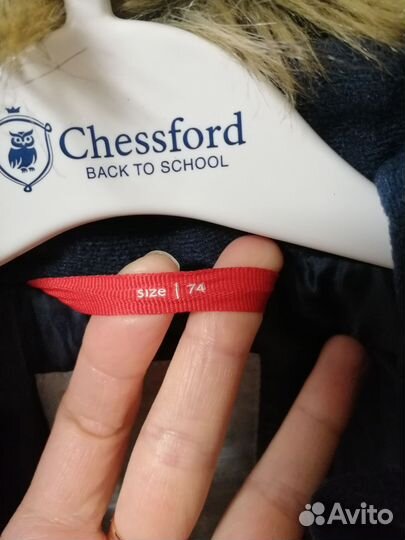 Chessford
BACK TO SCHOOL
size | 74
Avito